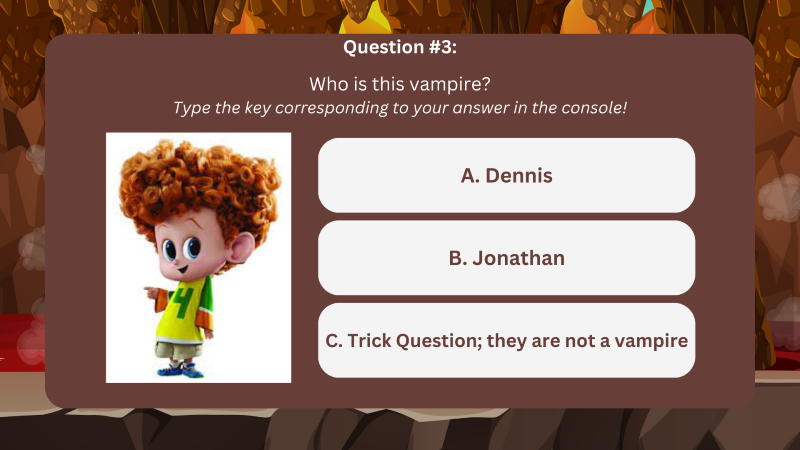 Question #3:
Who is this vampire?
Type the key corresponding to your answer in the console!
A. Dennis
B. Jonathan
C. Trick Question; they are not a vampire
4